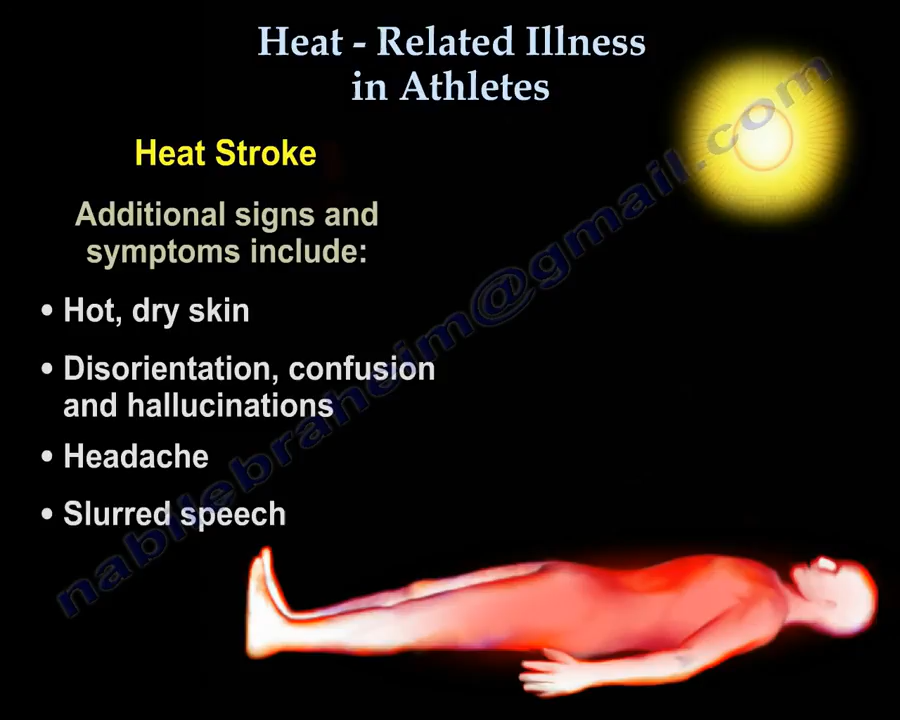 Heat - Related Illness
in Athletes
Heat Stroke
Additional signs and
symptoms include:
• Hot, dry skin
• Disorientation, confusion
and hallucinations
• Headache
• Slurred speech
nabilebraheim@gmail.com